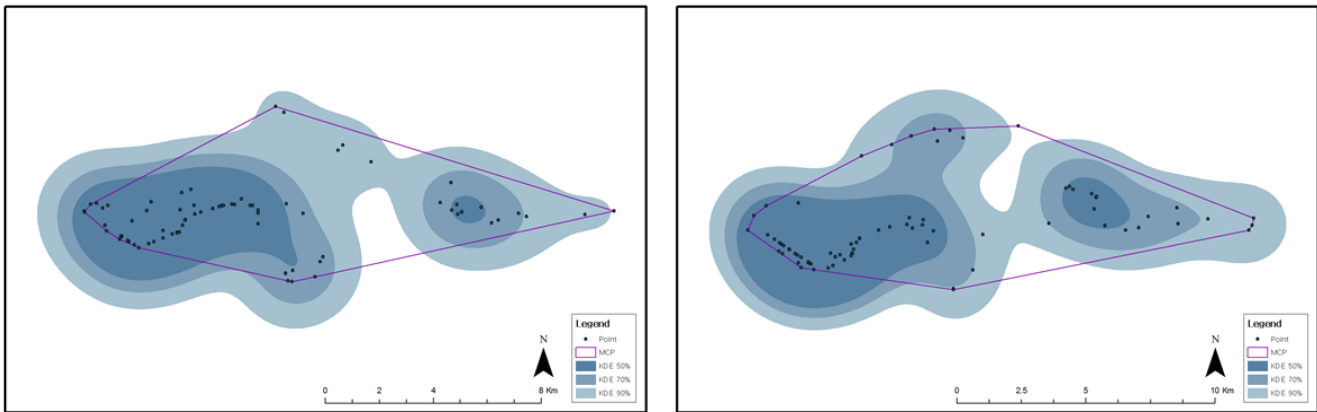 Legend
Point
MCP
KDE 50%
KDE 70%
KDE 90%
N
0 4 8 Km
2
Legend
Point
MCP
KDE 50%
KDE 70%
KDE 90%
N
0 2.5 5 10 Km